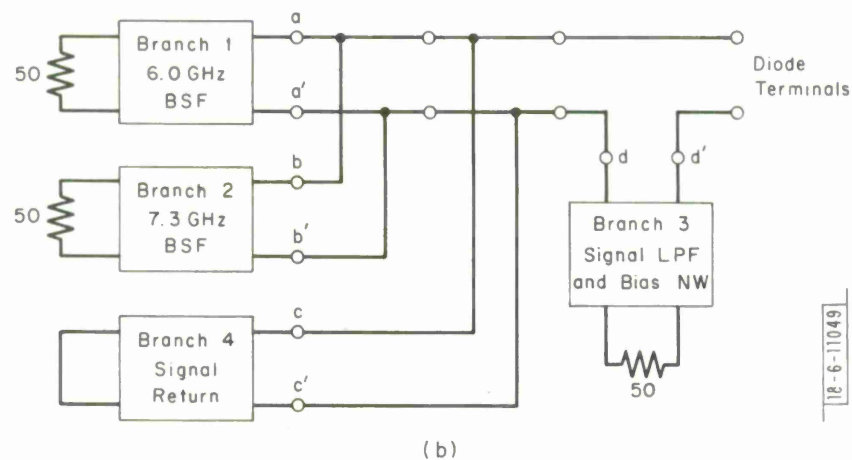 a
Branch 1
6.0 GHz
BSF
50
a'
Diode
Terminals
b
Branch 2
7.3 GHz
BSF
50
b'
d
d'
Branch 3
Signal LPF
and Bias NW
c
Branch 4
Signal
Return
c'
50
18-6-11049
(b)